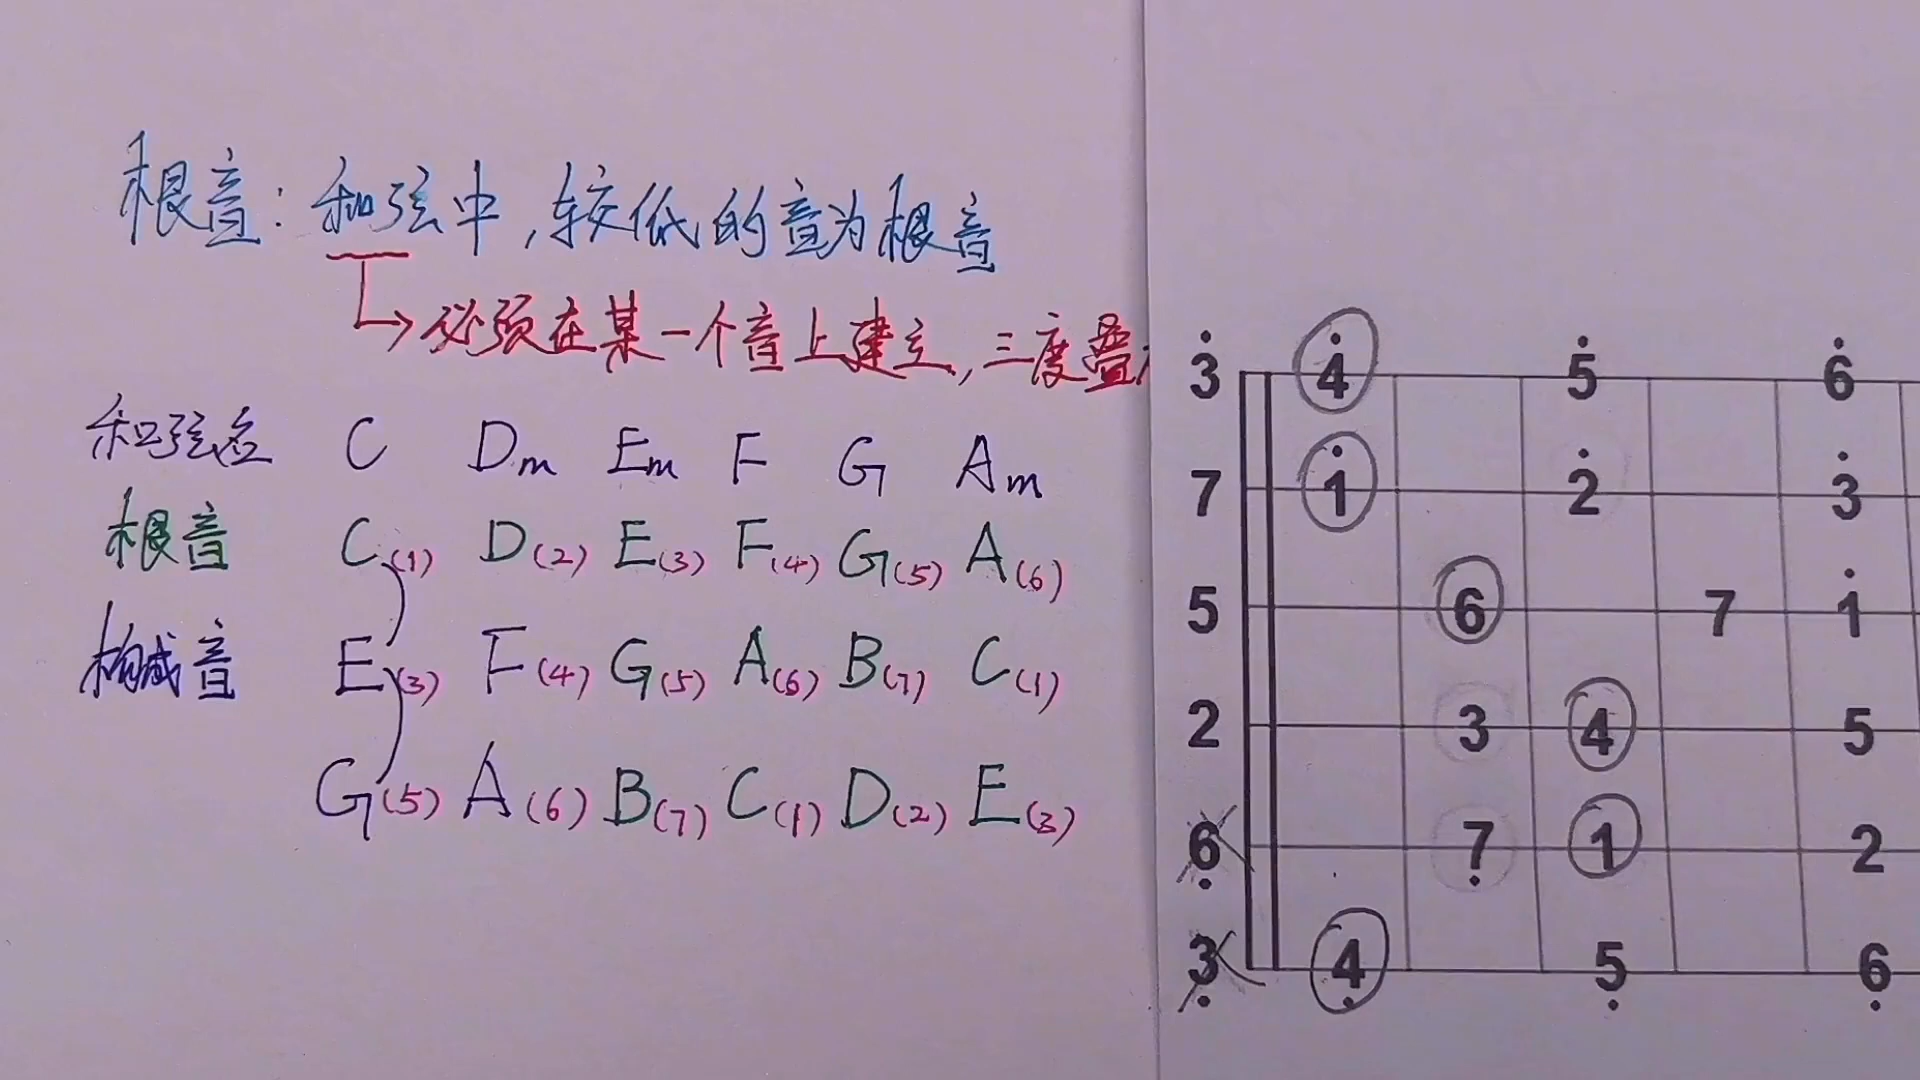 根音：和弦中，较低的音为根音
必须在某一个音上建立，三度叠
和弦名 C Dm Em F G Am
根音 C(1) D(2) E(3) F(4) G(5) A(6)
构成音 E(3) F(4) G(5) A(6) B(7) C(1)
G(5) A(6) B(7) C(1) D(2) E(3)
3 4 5 6
7 1 2 3
5 6 7 1
2 3 4 5
6 7 1 2
3 4 5 6